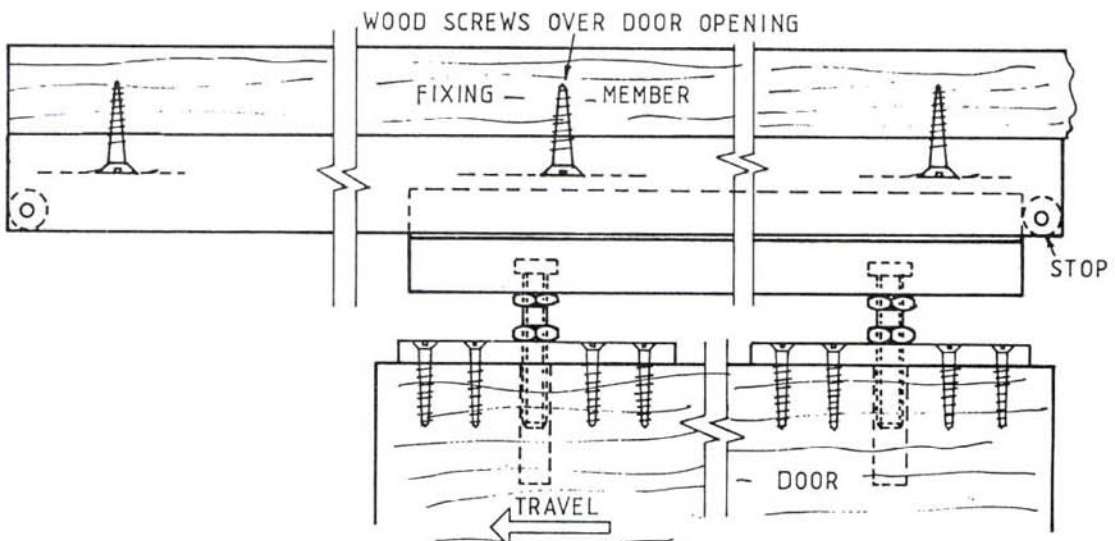 WOOD SCREWS OVER DOOR OPENING
FIXING MEMBER
STOP
DOOR
TRAVEL